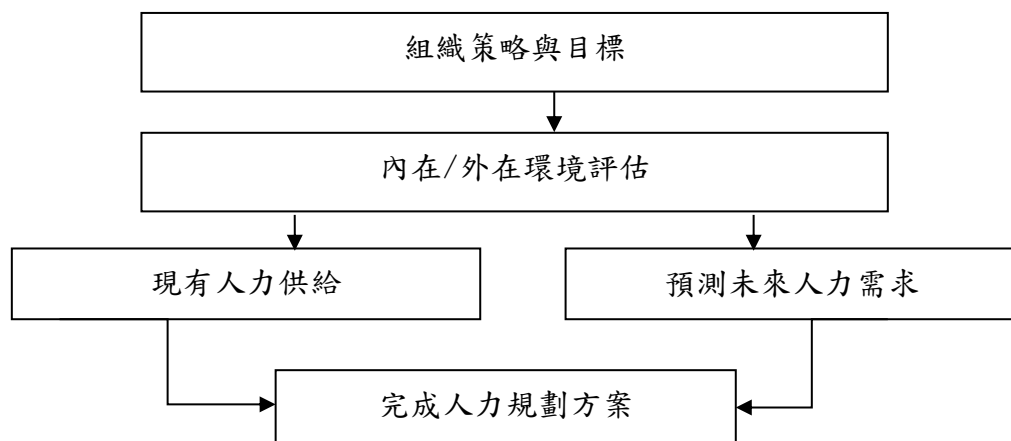 組織策略與目標
內在/外在環境評估
現有人力供給
預測未來人力需求
完成人力規劃方案